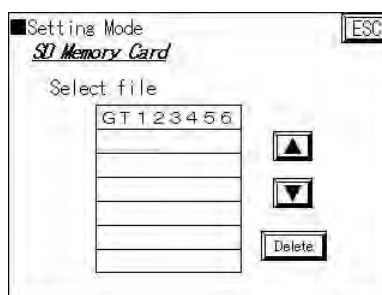 ■Setting Mode
ESC
SD Memory Card
Select file
GT123456
▲
▼
Delete